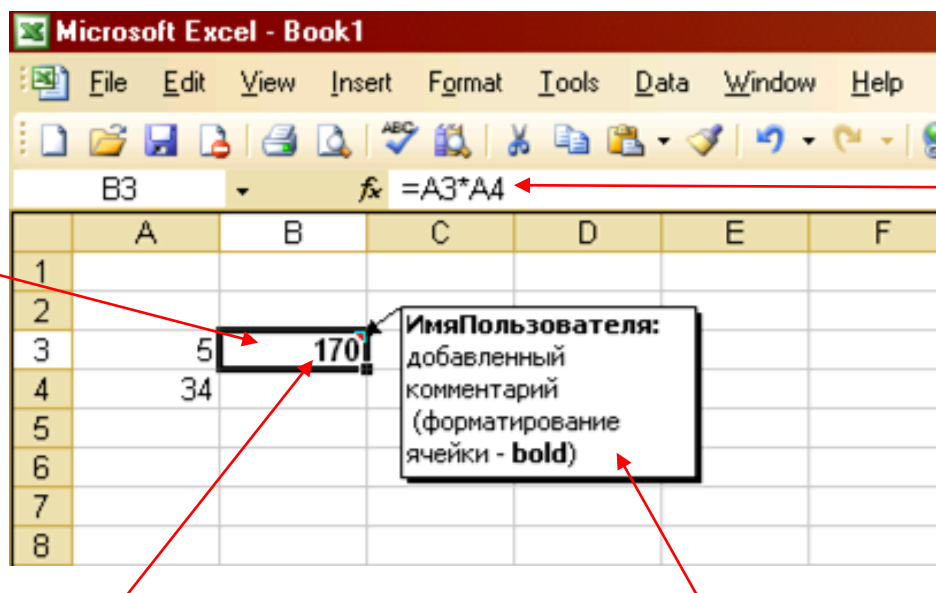 Microsoft Excel - Book1
File Edit View Insert Format Tools Data Window Help
ABC
B3 fx =A3*A4
A B C D E F
1
2
3 5 170
4 34
5
6
7
8
ИмяПользователя:
добавленный
комментарий
(форматирование
ячейки - bold)